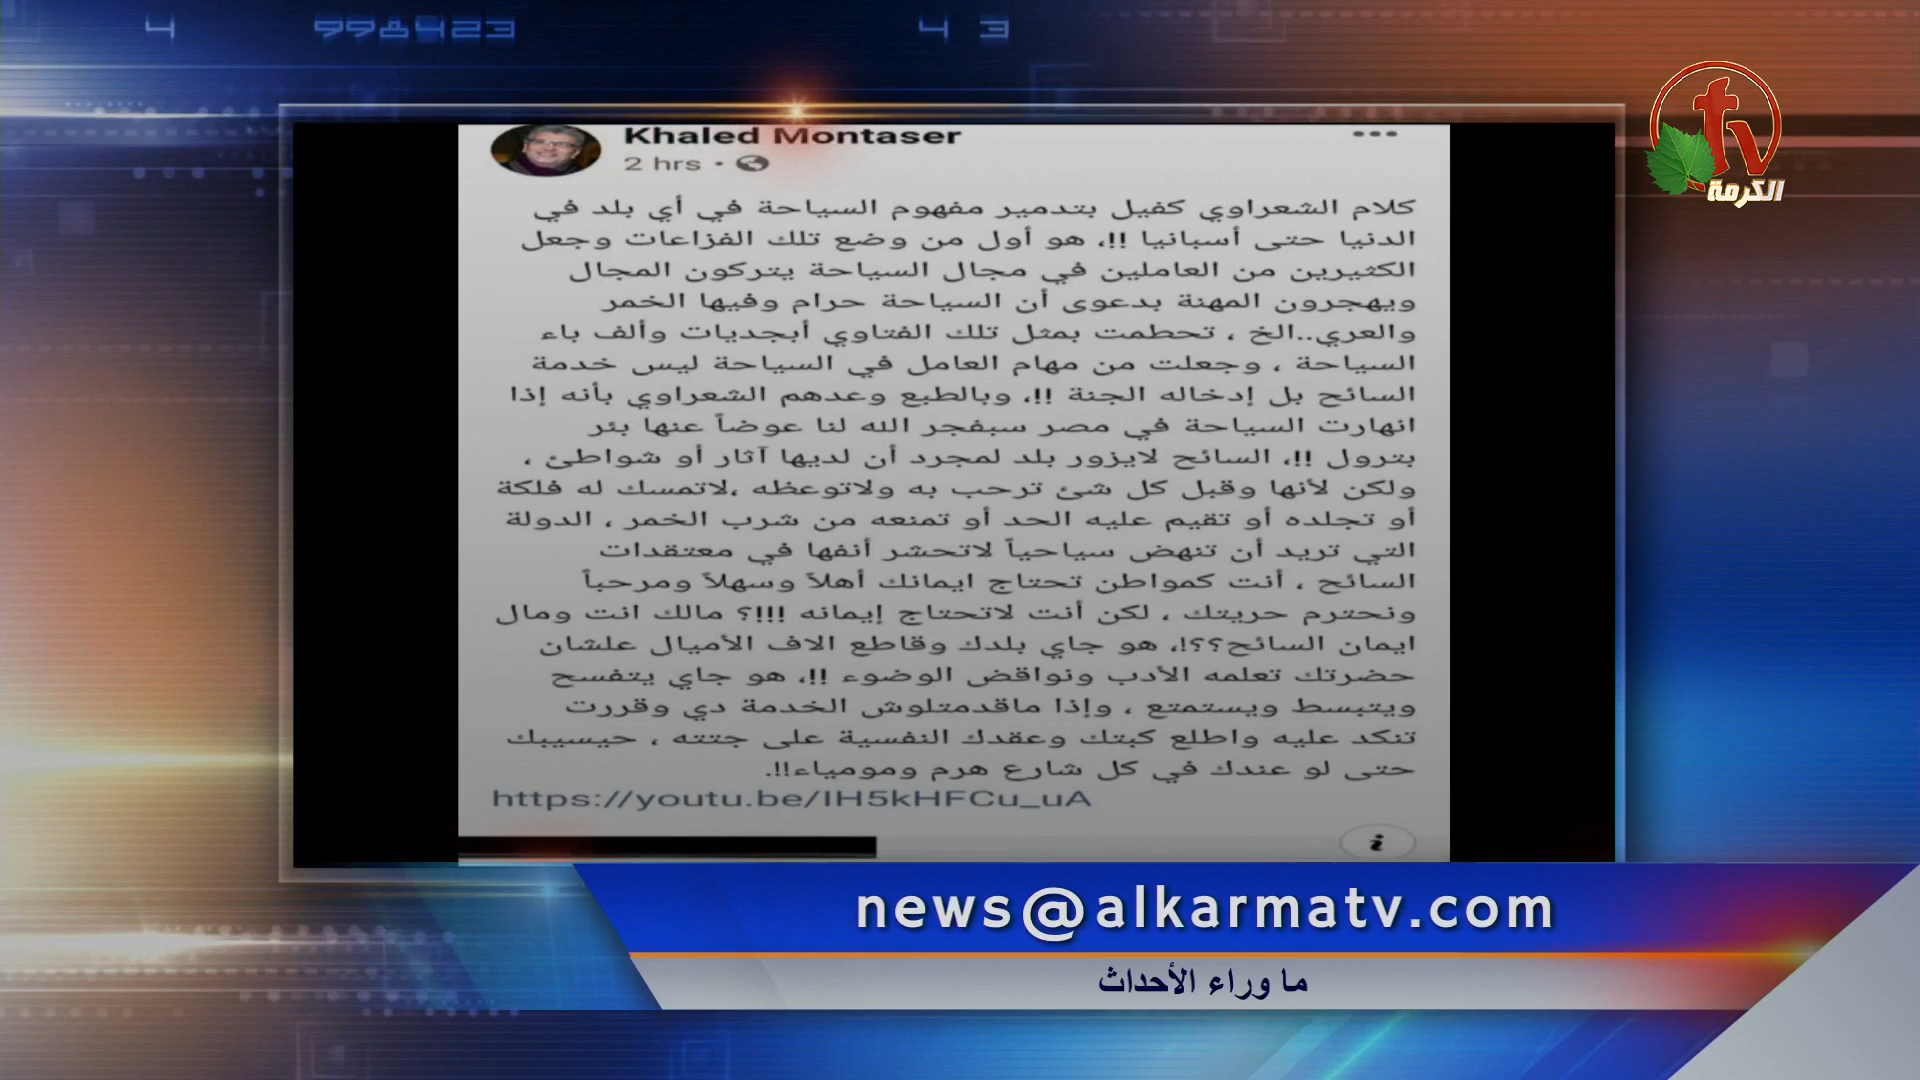 4 998423 4 3
tv
الكرمة
Khaled Montaser
2 hrs
كلام الشعراوي كفيل بتدمير مفهوم السياحة في أي بلد في
الدنيا حتى أسبانيا !!، هو أول من وضع تلك الفزاعات وجعل
الكثيرين من العاملين في مجال السياحة يتركون المجال
ويهجرون المهنة بدعوى أن السياحة حرام وفيها الخمر
والعري..الخ ، تحطمت بمثل تلك الفتاوي أبجديات وألف باء
السياحة ، وجعلت من مهام العامل في السياحة ليس خدمة
السائح بل إدخاله الجنة !!، وبالطبع وعدهم الشعراوي بأنه إذا
انهارت السياحة في مصر سبفجر الله لنا عوضاً عنها بئر
بترول !!، السائح لايزور بلد لمجرد أن لديها آثار أو شواطئ ،
ولكن لأنها وقبل كل شئ ترحب به ولاتوعظه ،لاتمسك له فلكة
أو تجلده أو تقيم عليه الحد أو تمنعه من شرب الخمر ، الدولة
التي تريد أن تنهض سياحياً لاتحشر أنفها في معتقدات
السائح ، أنت كمواطن تحتاج ايمانك أهلاً وسهلاً ومرحباً
ونحترم حريتك ، لكن أنت لاتحتاج إيمانه !!!؟ مالك انت ومال
ايمان السائح؟؟!، هو جاي بلدك وقاطع الاف الأميال علشان
حضرتك تعلمه الأدب ونواقض الوضوء !!، هو جاي يتفسح
ويتبسط ويستمتع ، وإذا ماقدمتلوش الخدمة دي وقررت
تنكد عليه واطلع كبتك وعقدك النفسية على جتته ، حيسيبك
حتى لو عندك في كل شارع هرم ومومياء!!.
https://youtu.be/IH5kHFCu_uA
i
news@alkarmatv.com
ما وراء الأحداث